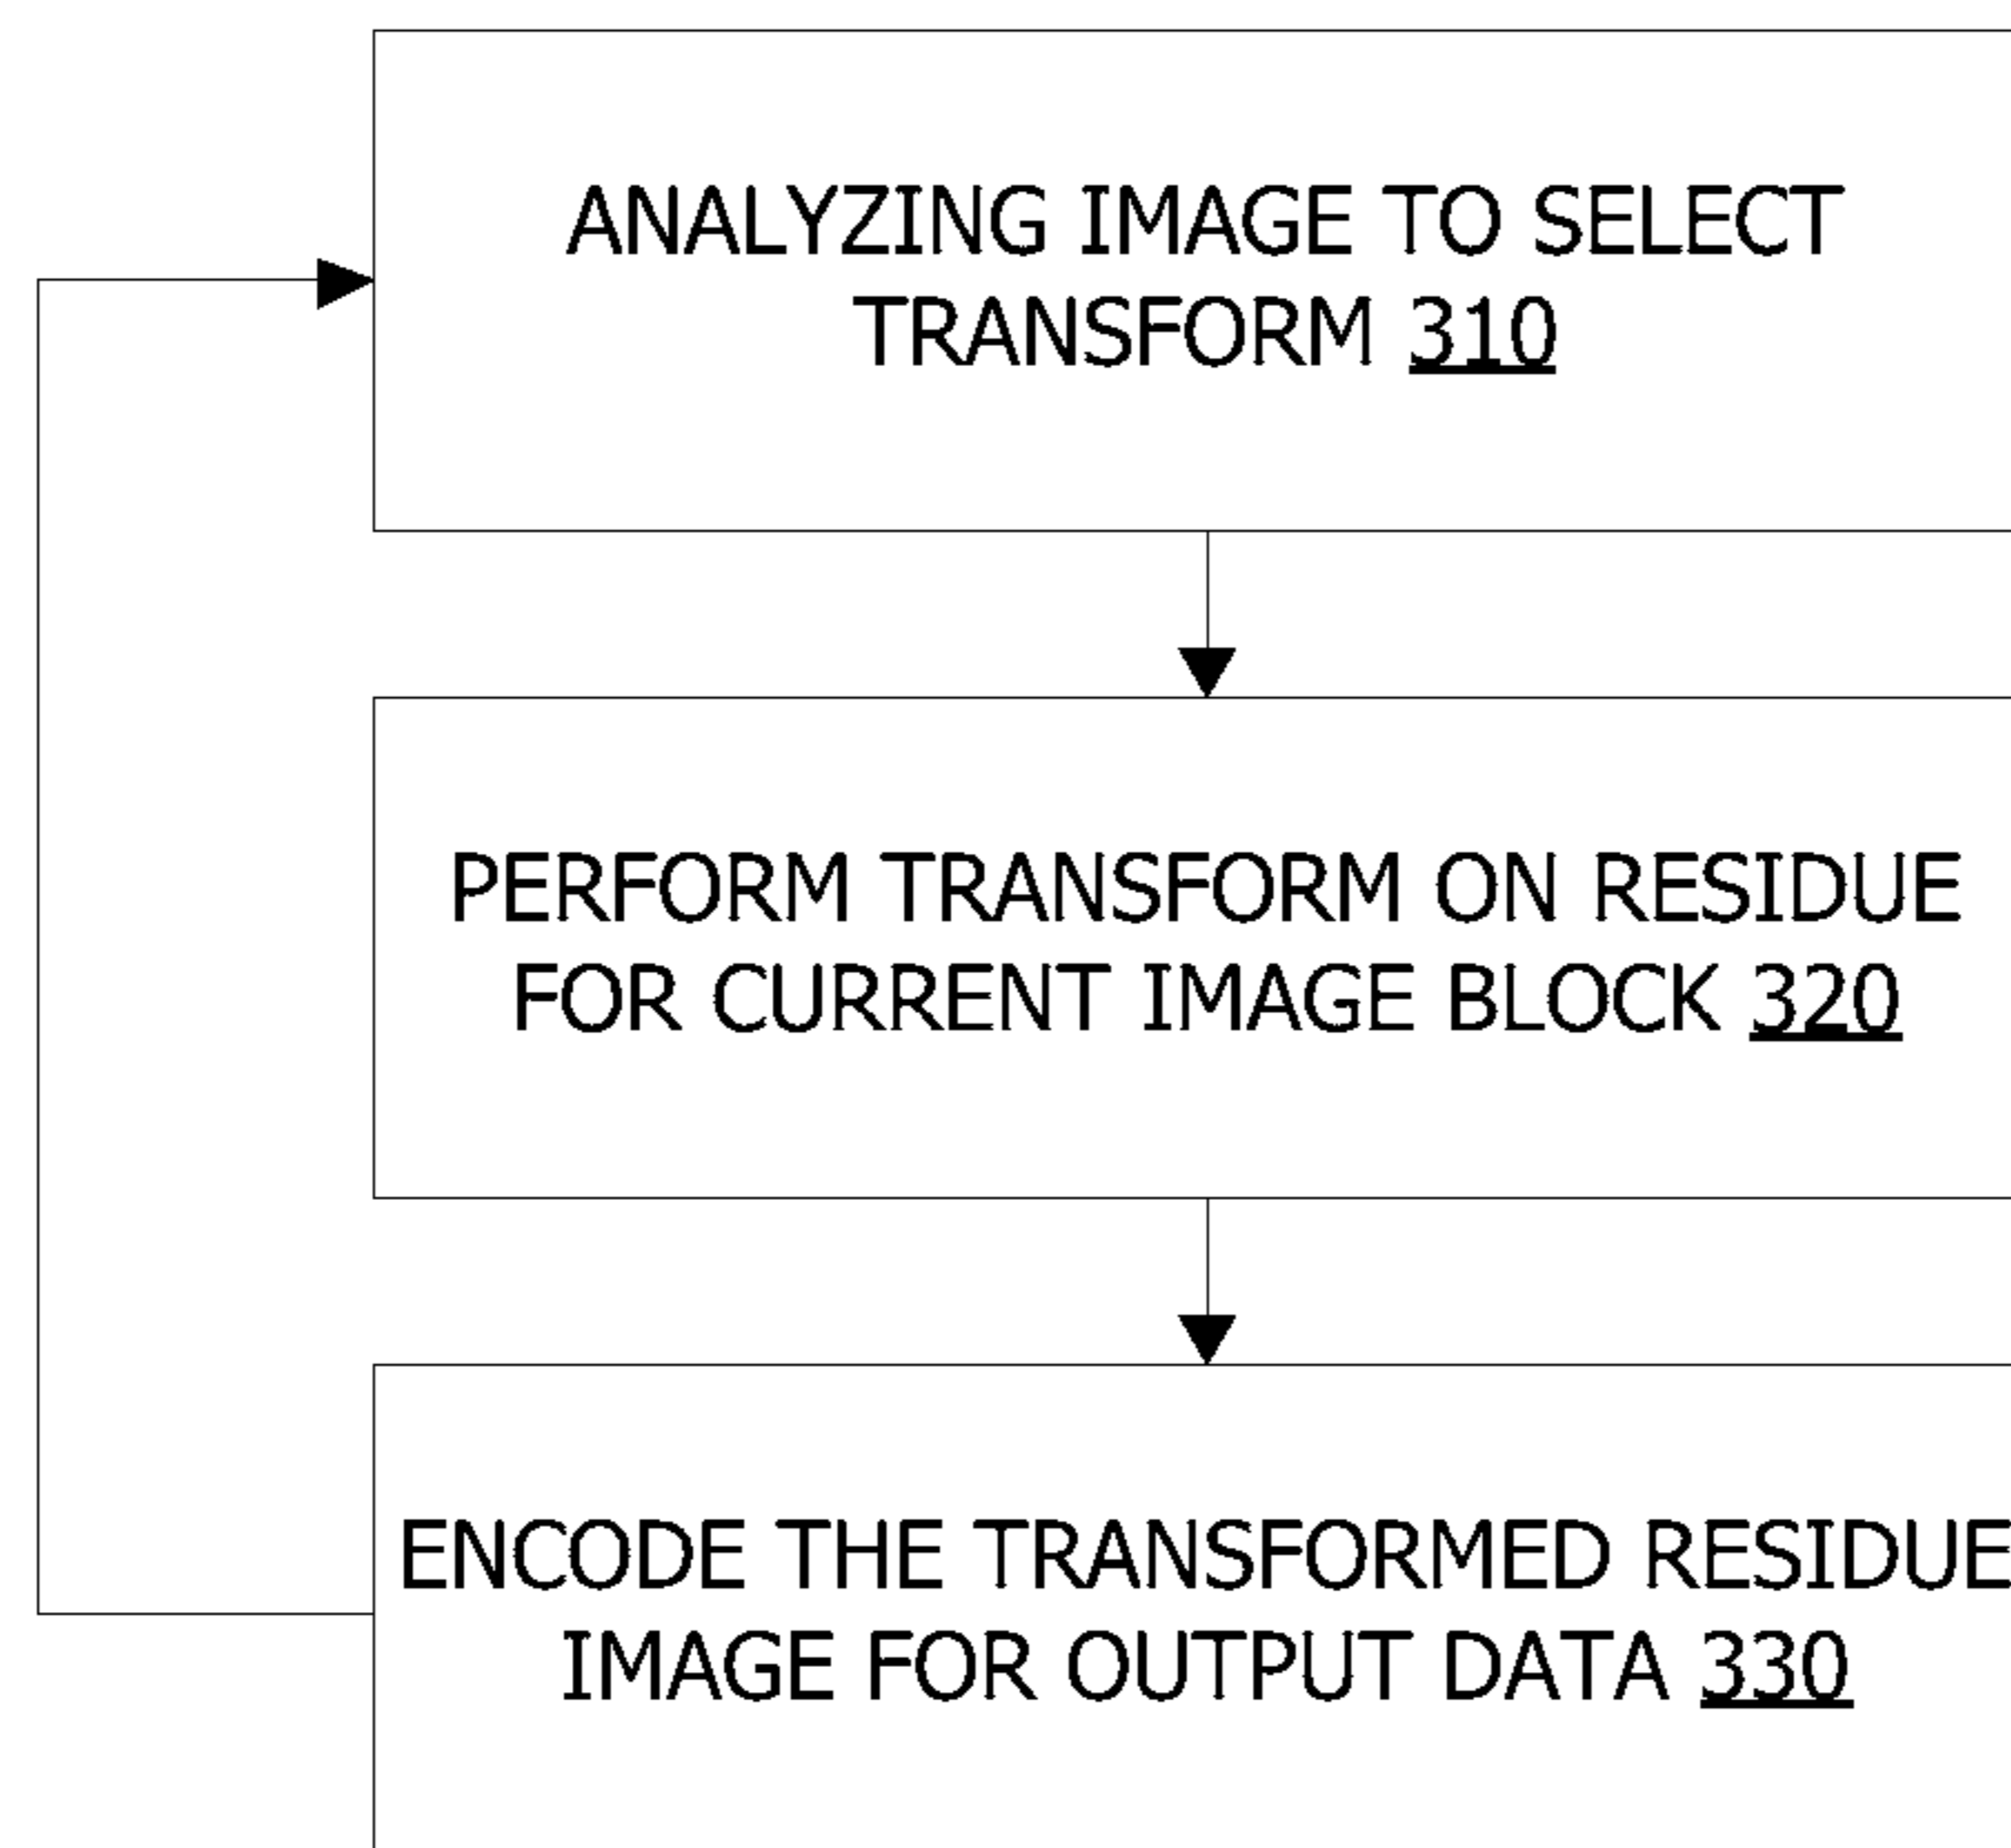 ANALYZING IMAGE TO SELECT
TRANSFORM 310
PERFORM TRANSFORM ON RESIDUE
FOR CURRENT IMAGE BLOCK 320
ENCODE THE TRANSFORMED RESIDUE
IMAGE FOR OUTPUT DATA 330